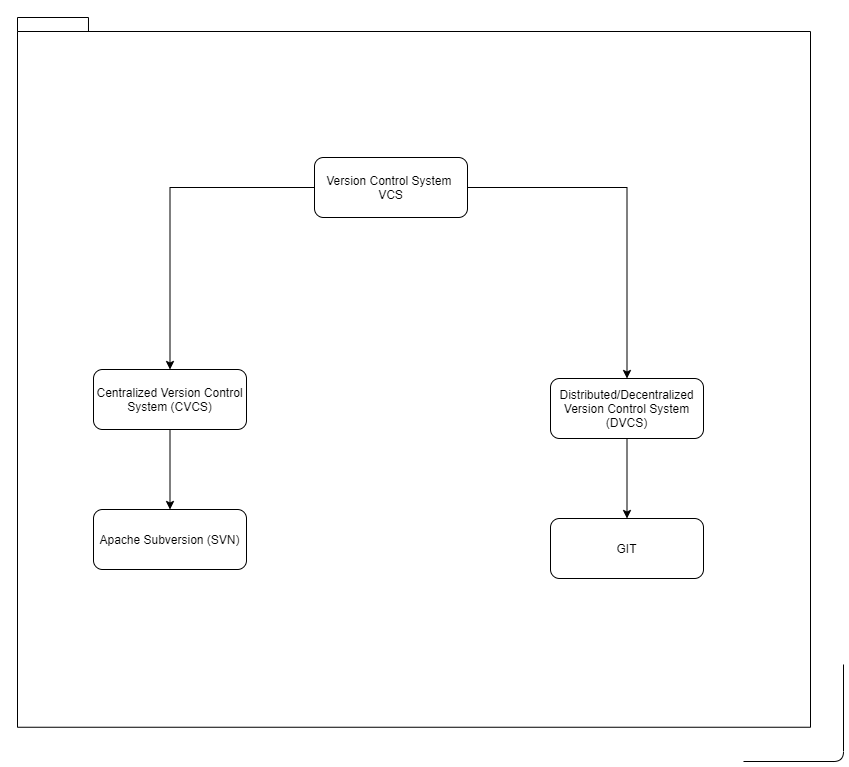 Version Control System
VCS
Centralized Version Control
System (CVCS)
Distributed/Decentralized
Version Control System
(DVCS)
Apache Subversion (SVN)
GIT